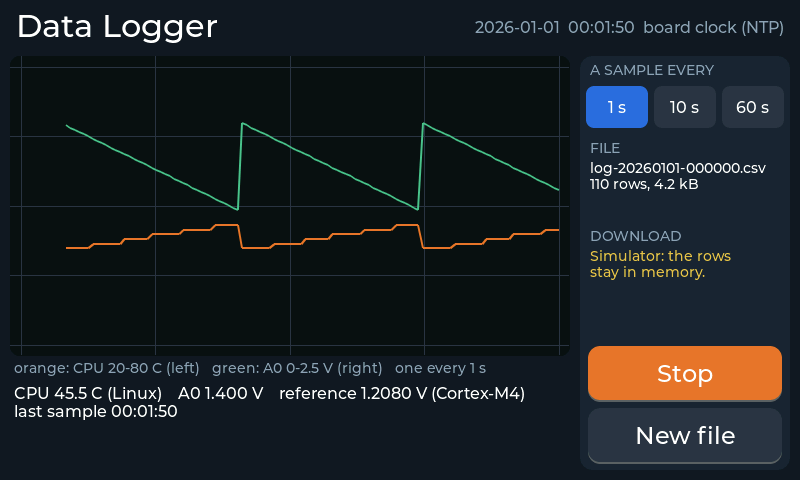 Data Logger
2026-01-01 00:01:50 board clock (NTP)
A SAMPLE EVERY
1 s
10 s
60 s
FILE
log-20260101-000000.csv
110 rows, 4.2 kB
DOWNLOAD
Simulator: the rows
stay in memory.
orange: CPU 20-80 C (left) green: A0 0-2.5 V (right) one every 1 s
CPU 45.5 C (Linux) A0 1.400 V reference 1.2080 V (Cortex-M4)
last sample 00:01:50
Stop
New file